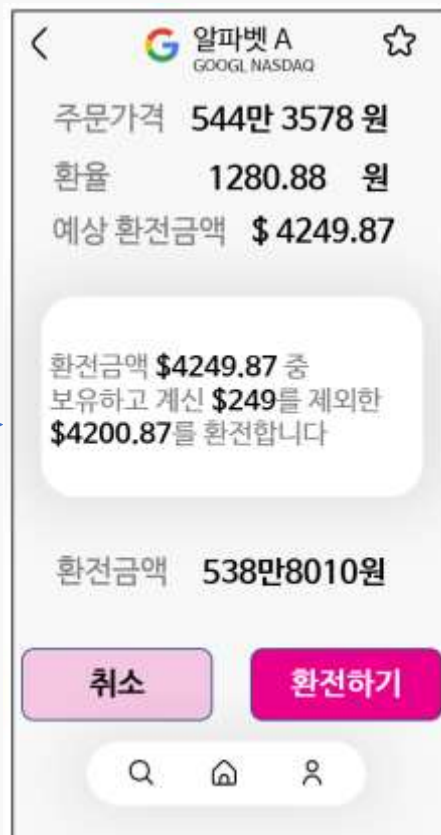 알파벳 A
GOOGL NASDAQ
주문가격 544만 3578 원
환율 1280.88 원
예상 환전금액 $ 4249.87
환전금액 $4249.87 중
보유하고 계신 $249를 제외한
$4200.87를 환전합니다
환전금액 538만8010원
취소 환전하기